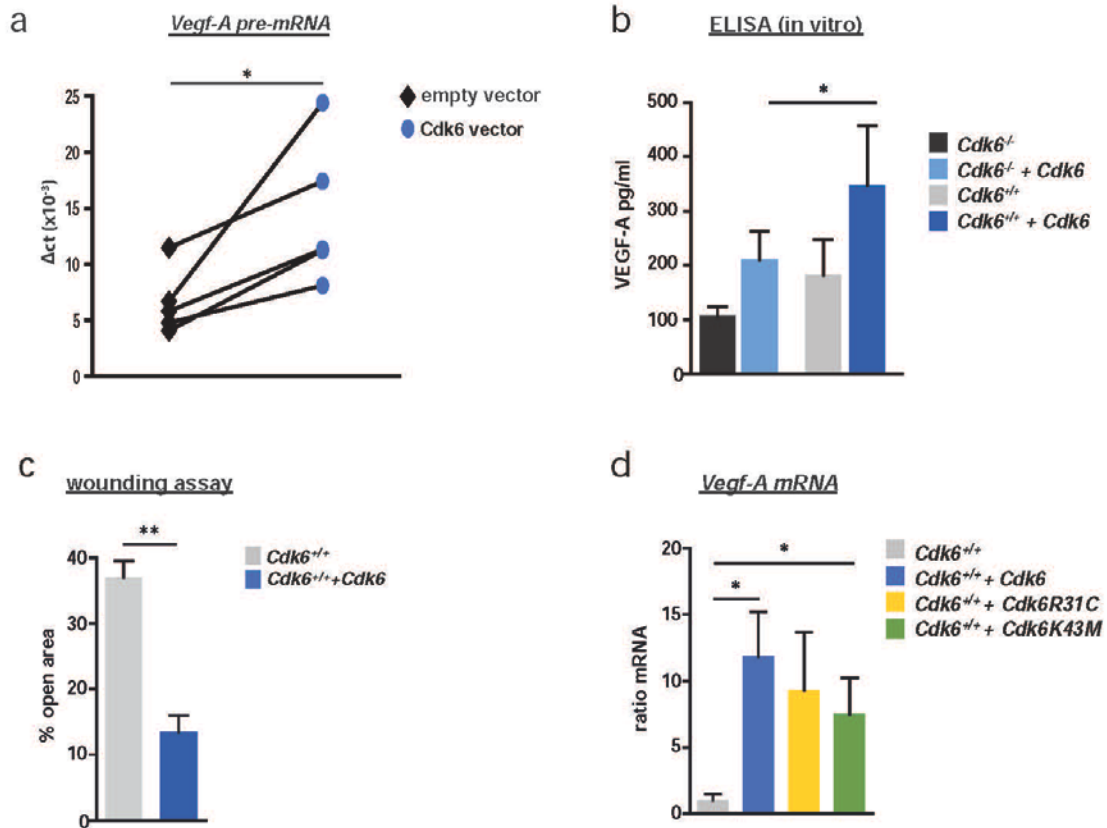 a
Vegf-A pre-mRNA
*
25
20
15
10
5
0
Δct (x10⁻³)
empty vector
Cdk6 vector
b
ELISA (in vitro)
*
500
400
300
200
100
0
VEGF-A pg/ml
Cdk6⁻/⁻
Cdk6⁻/⁻ + Cdk6
Cdk6⁺/⁺
Cdk6⁺/⁺ + Cdk6
c
wounding assay
**
40
30
20
10
0
% open area
Cdk6⁺/⁺
Cdk6⁺/⁺+Cdk6
d
Vegf-A mRNA
*
*
20
15
10
5
0
ratio mRNA
Cdk6⁺/⁺
Cdk6⁺/⁺ + Cdk6
Cdk6⁺/⁺ + Cdk6R31C
Cdk6⁺/⁺ + Cdk6K43M